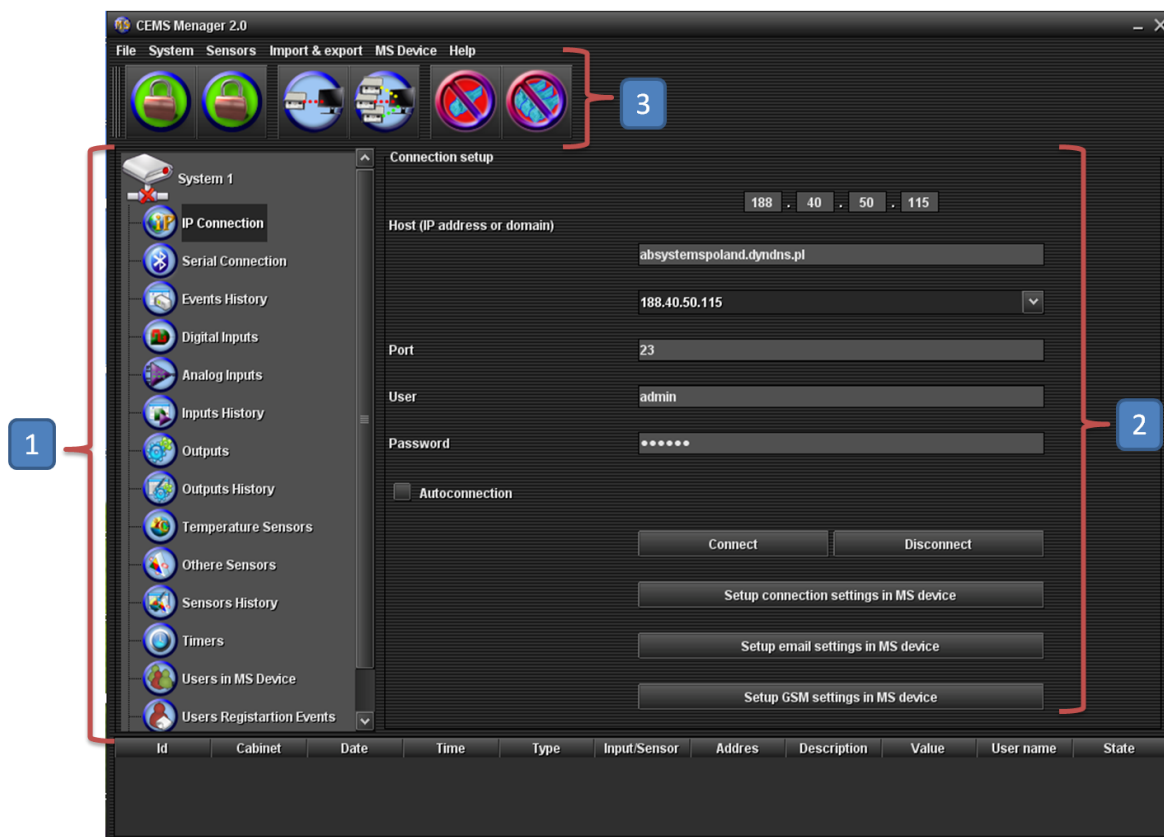 CEMS Menager 2.0
File System Sensors Import & export MS Device Help
3
System 1
IP Connection
Serial Connection
Events History
Digital Inputs
Analog Inputs
Inputs History
Outputs
Outputs History
Temperature Sensors
Othere Sensors
Sensors History
Timers
Users in MS Device
Users Registartion Events
1
Connection setup
188 . 40 . 50 . 115
Host (IP address or domain)
absystemspoland.dyndns.pl
188.40.50.115
Port 23
User admin
Password ●●●●●●
Autoconnection
Connect Disconnect
Setup connection settings in MS device
Setup email settings in MS device
Setup GSM settings in MS device
2
Id Cabinet Date Time Type Input/Sensor Addres Description Value User name State